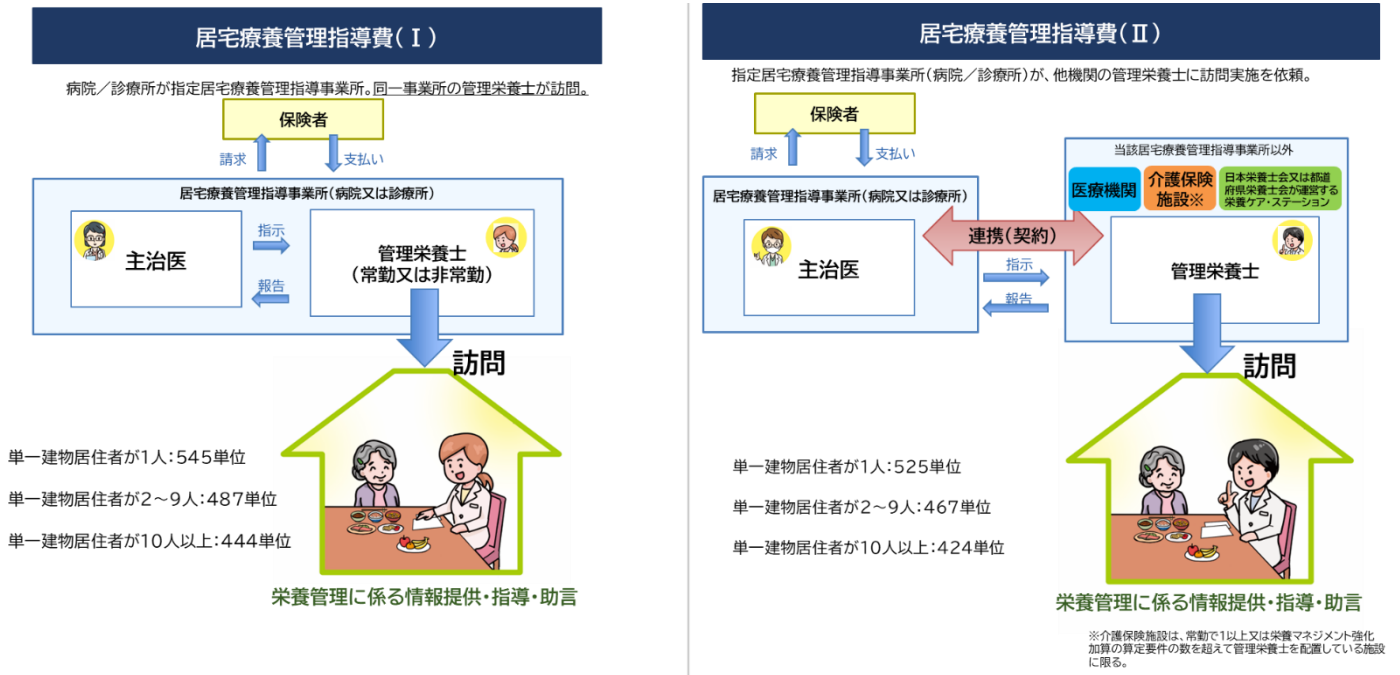 居宅療養管理指導費(Ⅰ)
病院／診療所が指定居宅療養管理指導事業所。同一事業所の管理栄養士が訪問。
保険者
請求
支払い
居宅療養管理指導事業所(病院又は診療所)
主治医
指示
報告
管理栄養士
(常勤又は非常勤)
訪問
単一建物居住者が1人：545単位
単一建物居住者が2～9人：487単位
単一建物居住者が10人以上：444単位
栄養管理に係る情報提供・指導・助言
居宅療養管理指導費(Ⅱ)
指定居宅療養管理指導事業所(病院／診療所)が、他機関の管理栄養士に訪問実施を依頼。
保険者
請求
支払い
居宅療養管理指導事業所(病院又は診療所)
主治医
連携(契約)
指示
報告
当該居宅療養管理指導事業所以外
医療機関
介護保険
施設※
日本栄養士会又は都道
府県栄養士会が運営する
栄養ケア・ステーション
管理栄養士
訪問
単一建物居住者が1人：525単位
単一建物居住者が2～9人：467単位
単一建物居住者が10人以上：424単位
栄養管理に係る情報提供・指導・助言
※介護保険施設は、常勤で1以上又は栄養マネジメント強化
加算の算定要件の数を超えて管理栄養士を配置している施設
に限る。